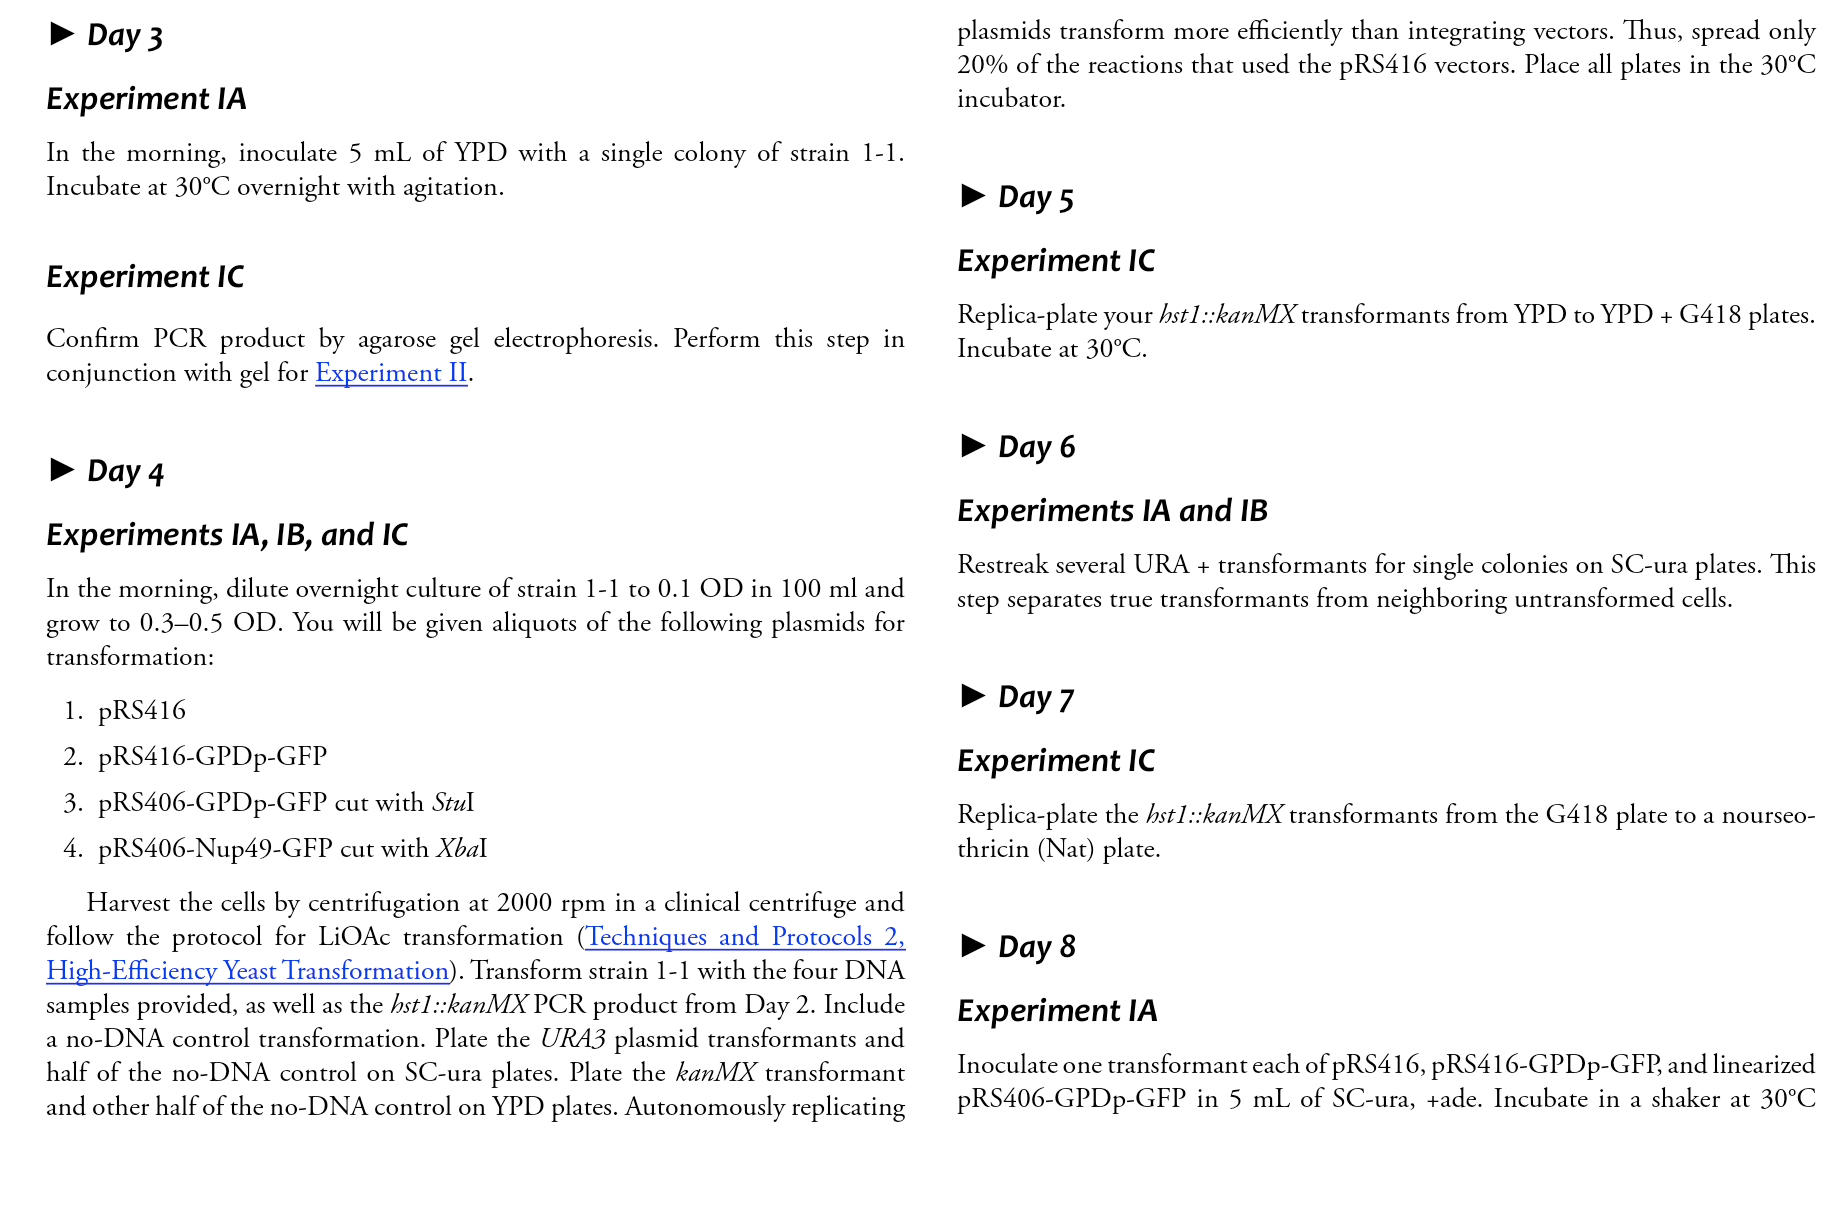 ► Day 3
Experiment IA
In the morning, inoculate 5 mL of YPD with a single colony of strain 1-1.
Incubate at 30°C overnight with agitation.
Experiment IC
Confirm PCR product by agarose gel electrophoresis. Perform this step in
conjunction with gel for Experiment II.
► Day 4
Experiments IA, IB, and IC
In the morning, dilute overnight culture of strain 1-1 to 0.1 OD in 100 ml and
grow to 0.3–0.5 OD. You will be given aliquots of the following plasmids for
transformation:
1. pRS416
2. pRS416-GPDp-GFP
3. pRS406-GPDp-GFP cut with StuI
4. pRS406-Nup49-GFP cut with XbaI
Harvest the cells by centrifugation at 2000 rpm in a clinical centrifuge and
follow the protocol for LiOAc transformation (Techniques and Protocols 2,
High-Efficiency Yeast Transformation). Transform strain 1-1 with the four DNA
samples provided, as well as the hst1::kanMX PCR product from Day 2. Include
a no-DNA control transformation. Plate the URA3 plasmid transformants and
half of the no-DNA control on SC-ura plates. Plate the kanMX transformant
and other half of the no-DNA control on YPD plates. Autonomously replicating
plasmids transform more efficiently than integrating vectors. Thus, spread only
20% of the reactions that used the pRS416 vectors. Place all plates in the 30°C
incubator.
► Day 5
Experiment IC
Replica-plate your hst1::kanMX transformants from YPD to YPD + G418 plates.
Incubate at 30°C.
► Day 6
Experiments IA and IB
Restreak several URA + transformants for single colonies on SC-ura plates. This
step separates true transformants from neighboring untransformed cells.
► Day 7
Experiment IC
Replica-plate the hst1::kanMX transformants from the G418 plate to a nourseo-
thricin (Nat) plate.
► Day 8
Experiment IA
Inoculate one transformant each of pRS416, pRS416-GPDp-GFP, and linearized
pRS406-GPDp-GFP in 5 mL of SC-ura, +ade. Incubate in a shaker at 30°C